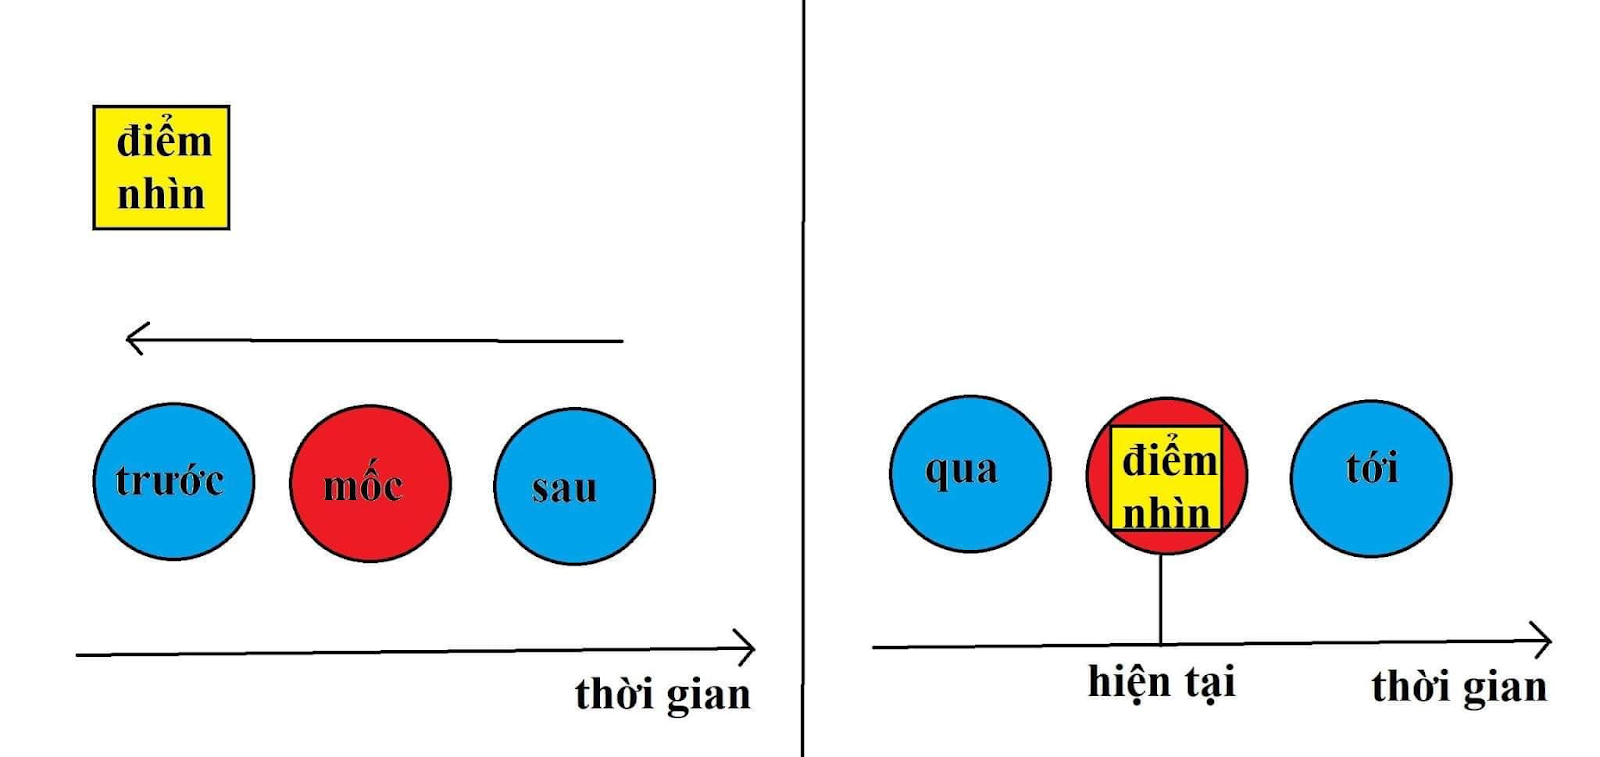 điểm
nhìn
trước
mốc
sau
thời gian
qua
điểm
nhìn
tới
hiện tại
thời gian